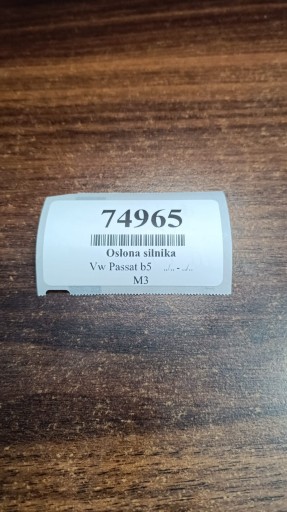 74965
Oslona silnika
Vw Passat b5 -
M3